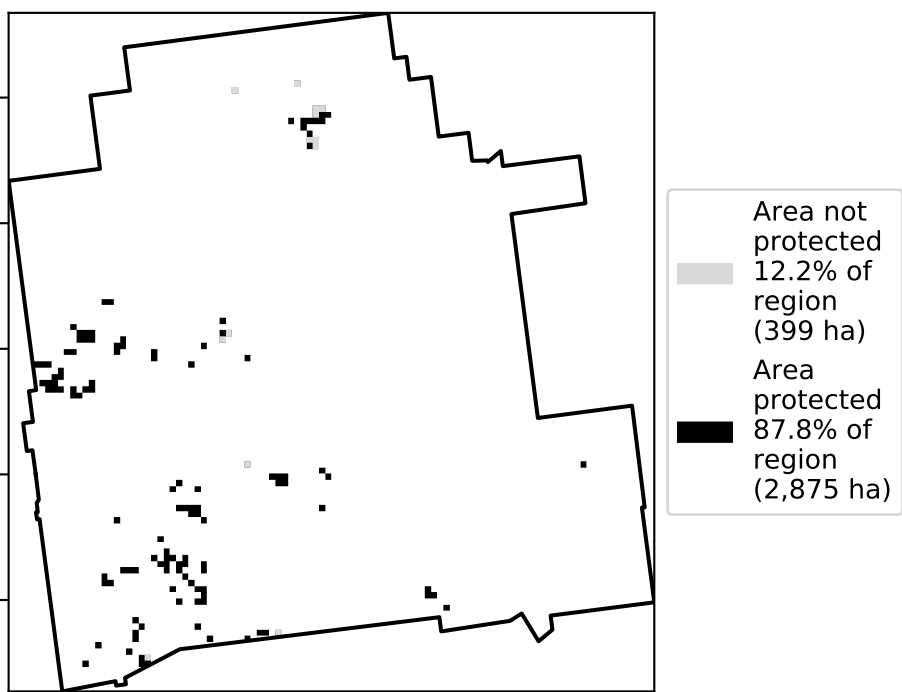 Area not
protected
12.2% of
region
(399 ha)
Area
protected
87.8% of
region
(2,875 ha)